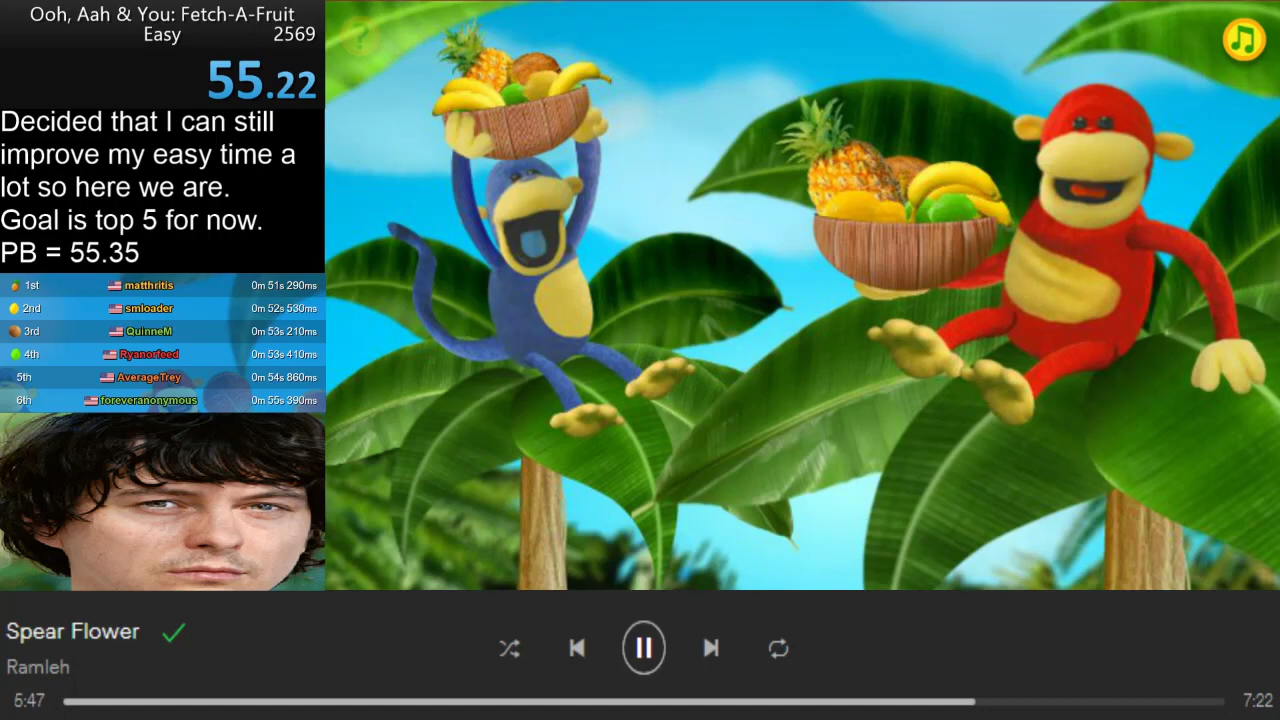 Ooh, Aah & You: Fetch-A-Fruit
Easy 2569
55.22
Decided that I can still
improve my easy time a
lot so here we are.
Goal is top 5 for now.
PB = 55.35
1st matthritis 0m 51s 290ms
2nd smloader 0m 52s 530ms
3rd QuinneM 0m 53s 210ms
4th Ryanorfeed 0m 53s 410ms
5th AverageTrey 0m 54s 860ms
6th foreveranonymous 0m 55s 390ms
?
Spear Flower
Ramleh
5:47 7:22